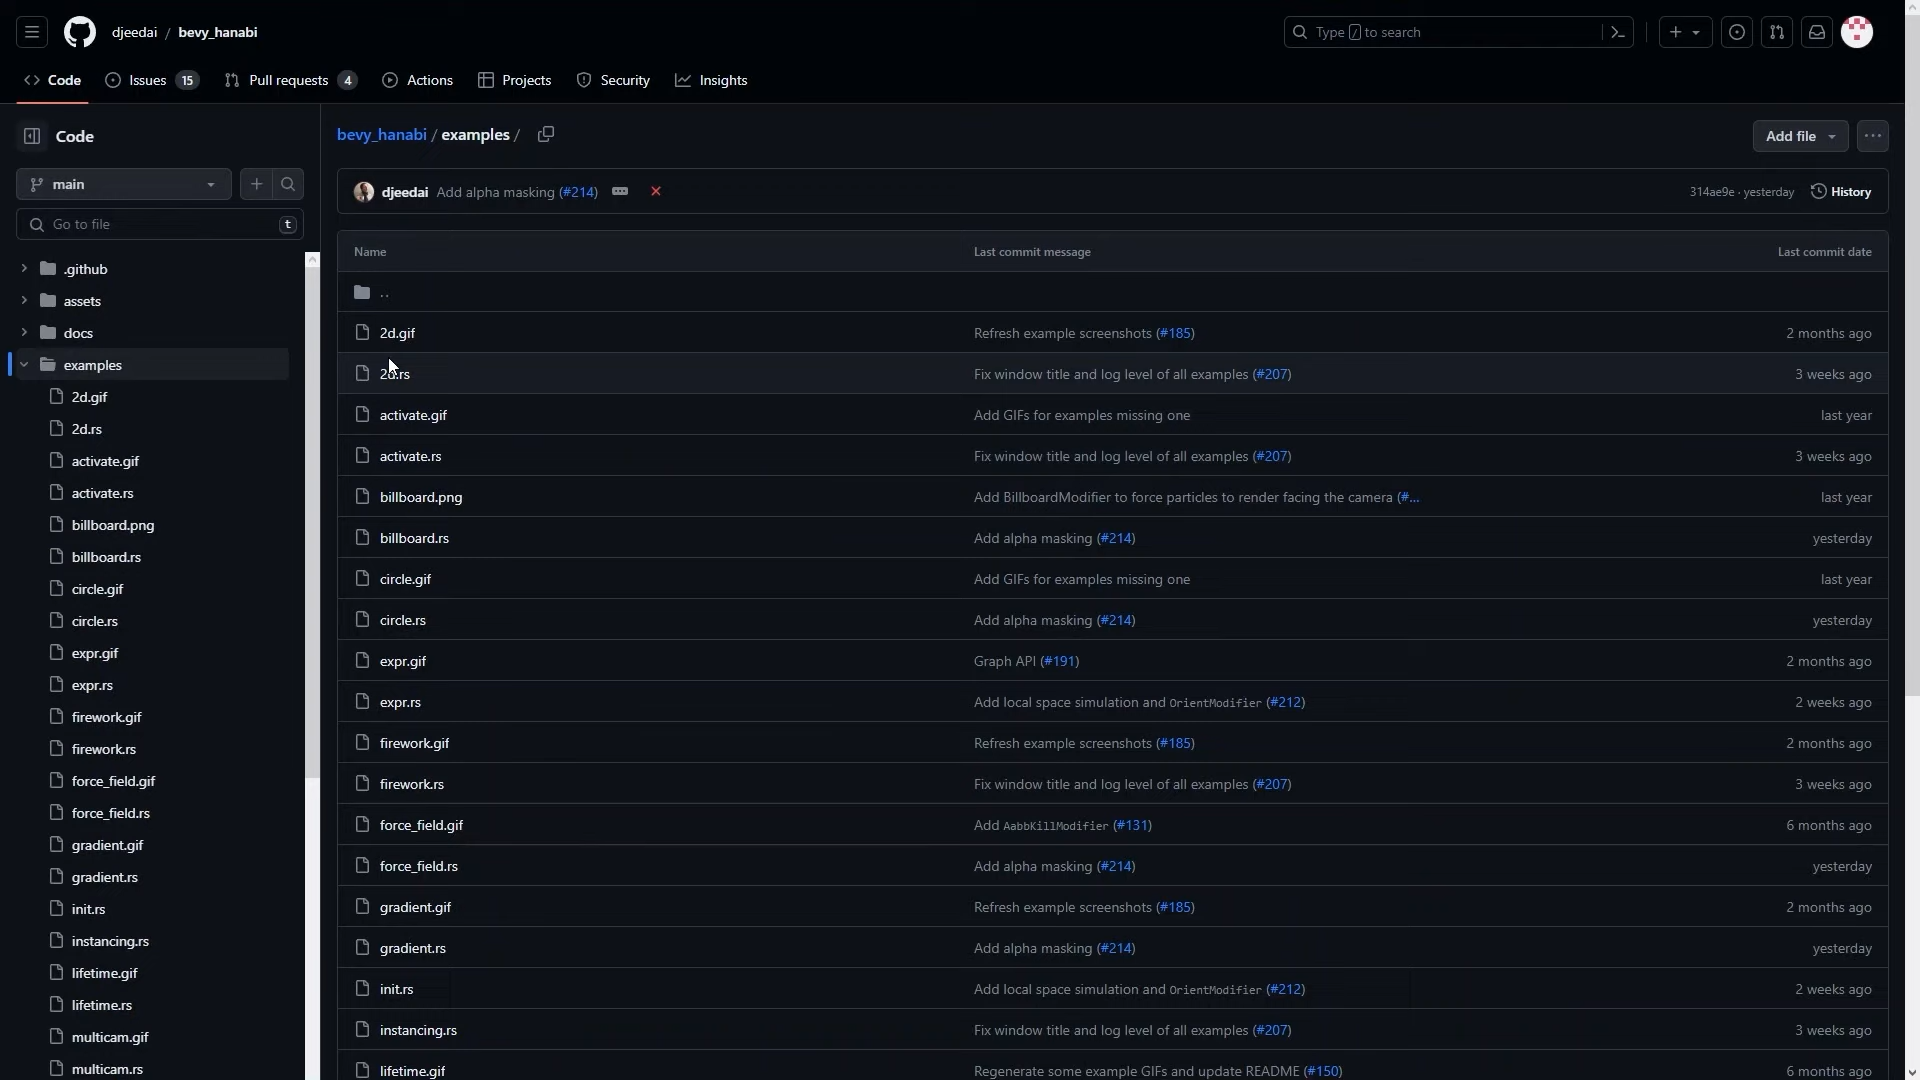 djeedai / bevy_hanabi
Type / to search
Code
Issues 15
Pull requests 4
Actions
Projects
Security
Insights
Code
main
Go to file
t
.github
assets
docs
examples
2d.gif
2d.rs
activate.gif
activate.rs
billboard.png
billboard.rs
circle.gif
circle.rs
expr.gif
expr.rs
firework.gif
firework.rs
force_field.gif
force_field.rs
gradient.gif
gradient.rs
init.rs
instancing.rs
lifetime.gif
lifetime.rs
multicam.gif
multicam.rs
bevy_hanabi / examples /
Add file
djeedai Add alpha masking (#214)
314ae9e · yesterday
History
Name Last commit message Last commit date
..
2d.gif Refresh example screenshots (#185) 2 months ago
2d.rs Fix window title and log level of all examples (#207) 3 weeks ago
activate.gif Add GIFs for examples missing one last year
activate.rs Fix window title and log level of all examples (#207) 3 weeks ago
billboard.png Add BillboardModifier to force particles to render facing the camera (#... last year
billboard.rs Add alpha masking (#214) yesterday
circle.gif Add GIFs for examples missing one last year
circle.rs Add alpha masking (#214) yesterday
expr.gif Graph API (#191) 2 months ago
expr.rs Add local space simulation and OrientModifier (#212) 2 weeks ago
firework.gif Refresh example screenshots (#185) 2 months ago
firework.rs Fix window title and log level of all examples (#207) 3 weeks ago
force_field.gif Add AabbKillModifier (#131) 6 months ago
force_field.rs Add alpha masking (#214) yesterday
gradient.gif Refresh example screenshots (#185) 2 months ago
gradient.rs Add alpha masking (#214) yesterday
init.rs Add local space simulation and OrientModifier (#212) 2 weeks ago
instancing.rs Fix window title and log level of all examples (#207) 3 weeks ago
lifetime.gif Regenerate some example GIFs and update README (#150) 6 months ago